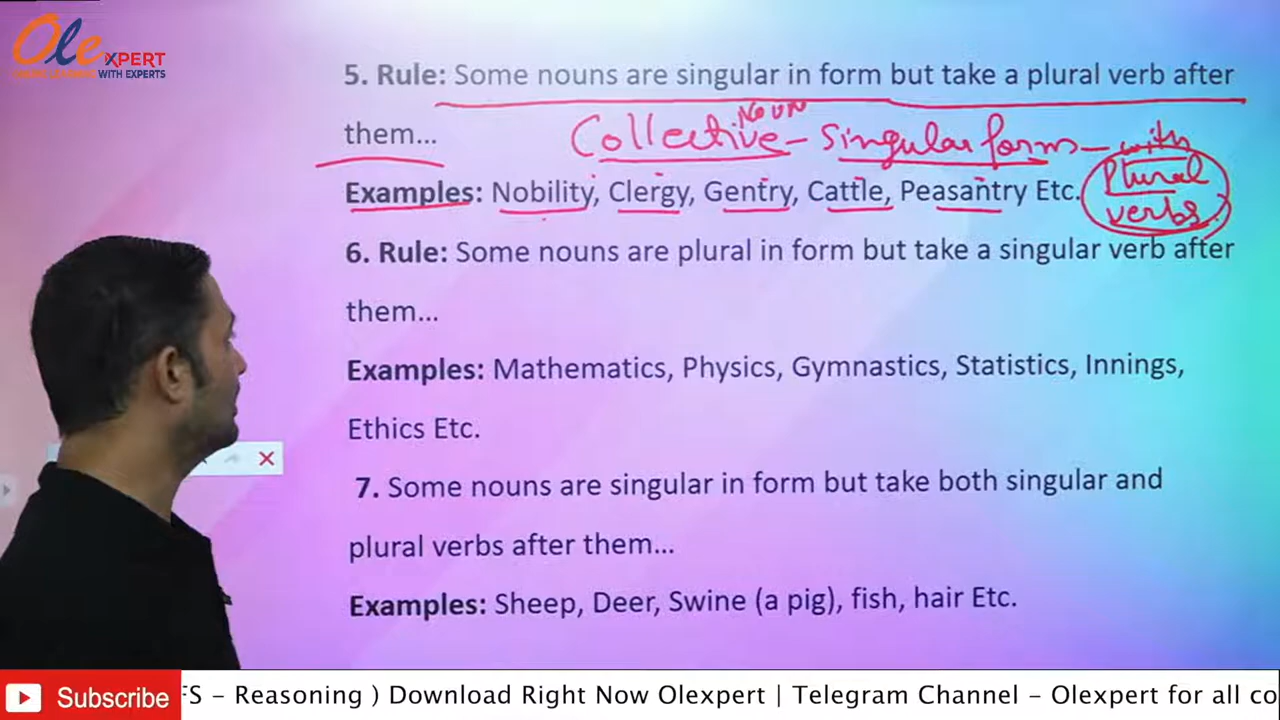 Olexpert
WITH EXPERTS
5. Rule: Some nouns are singular in form but take a plural verb after
them...
Collective Noun – Singular form – with
Plural
verbs
Examples: Nobility, Clergy, Gentry, Cattle, Peasantry Etc.
6. Rule: Some nouns are plural in form but take a singular verb after
them...
Examples: Mathematics, Physics, Gymnastics, Statistics, Innings,
Ethics Etc.
7. Some nouns are singular in form but take both singular and
plural verbs after them...
Examples: Sheep, Deer, Swine (a pig), fish, hair Etc.
Subscribe
FS – Reasoning ) Download Right Now Olexpert | Telegram Channel – Olexpert for all co